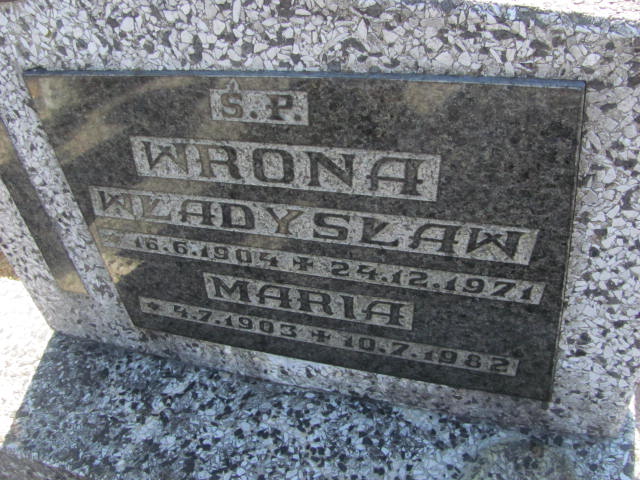 Ś.P.
WRONA
WŁADYSŁAW
* 16.6.1904 + 24.12.1971
MARIA
* 4.7.1903 + 10.7.1982